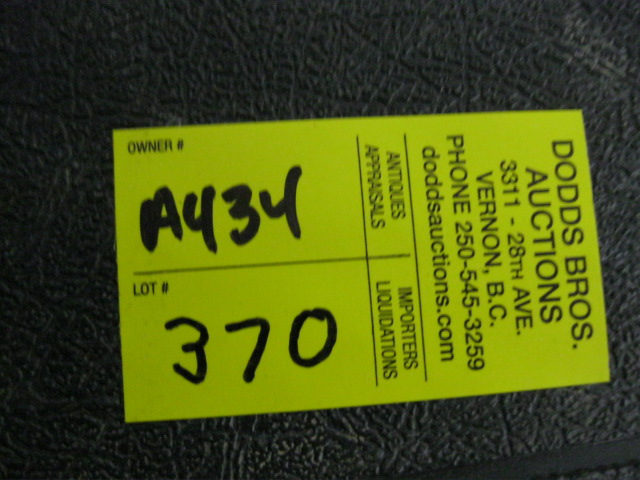 OWNER #
A434
LOT #
370
DODDS BROS.
AUCTIONS
3311 - 28TH AVE.
VERNON, B.C.
PHONE 250-545-3259
doddsauctions.com
ANTIQUES
APPRAISALS
IMPORTERS
LIQUIDATIONS